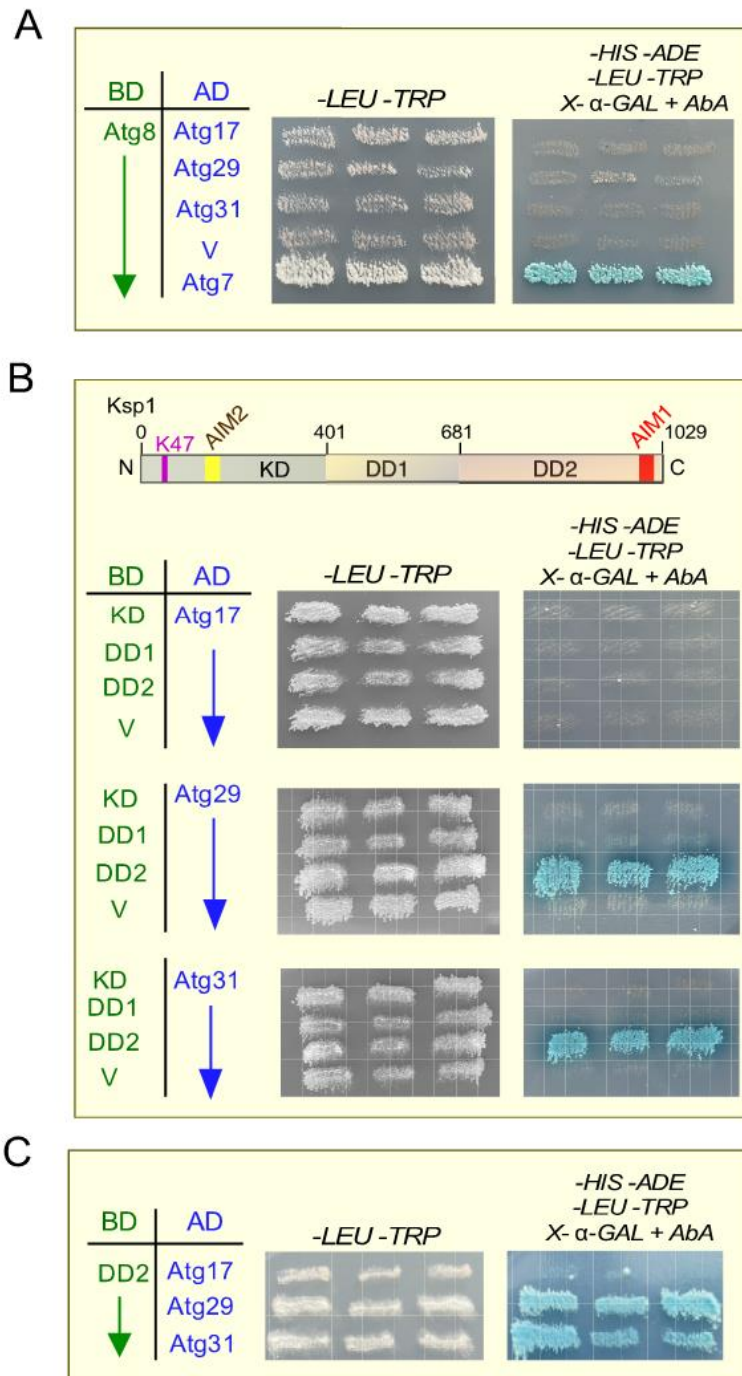 A
BD AD -LEU -TRP -HIS -ADE
-LEU -TRP
X- α-GAL + AbA
Atg8 Atg17
Atg29
Atg31
V
Atg7
B
Ksp1
0 K47 AIM2 401 681 AIM1 1029
N KD DD1 DD2 C
BD AD -LEU -TRP -HIS -ADE
-LEU -TRP
X- α-GAL + AbA
KD Atg17
DD1
DD2
V
KD Atg29
DD1
DD2
V
KD Atg31
DD1
DD2
V
C
BD AD -LEU -TRP -HIS -ADE
-LEU -TRP
X- α-GAL + AbA
DD2 Atg17
Atg29
Atg31